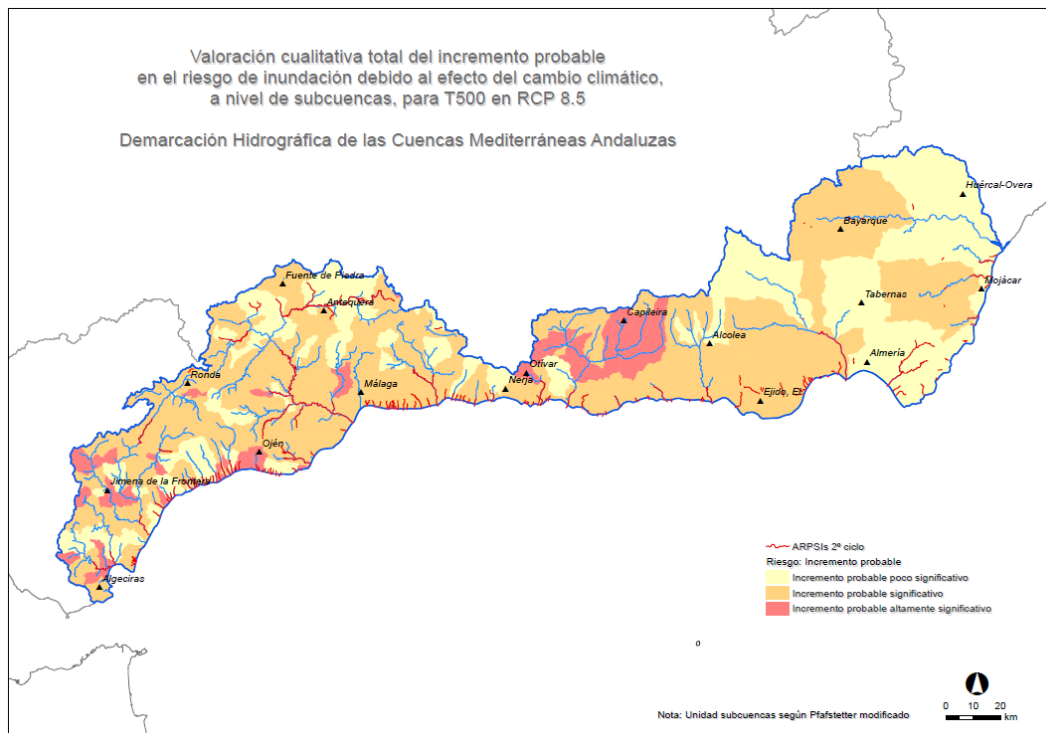 Valoración cualitativa total del incremento probable
en el riesgo de inundación debido al efecto del cambio climático,
a nivel de subcuencas, para T500 en RCP 8.5
Demarcación Hidrográfica de las Cuencas Mediterráneas Andaluzas
Huércal-Overa
Bayarque
Fuente de Piedra
Mojácar
Tabernas
Antequera
Capileira
Alcolea
Almería
Otívar
Ronda
Nerja
Málaga
Ejido, El
Ojén
Jimena de la Frontera
Algeciras
ARPSIs 2º ciclo
Riesgo: Incremento probable
Incremento probable poco significativo
Incremento probable significativo
Incremento probable altamente significativo
0
Nota: Unidad subcuencas según Pfafstetter modificado
0 10 20
km